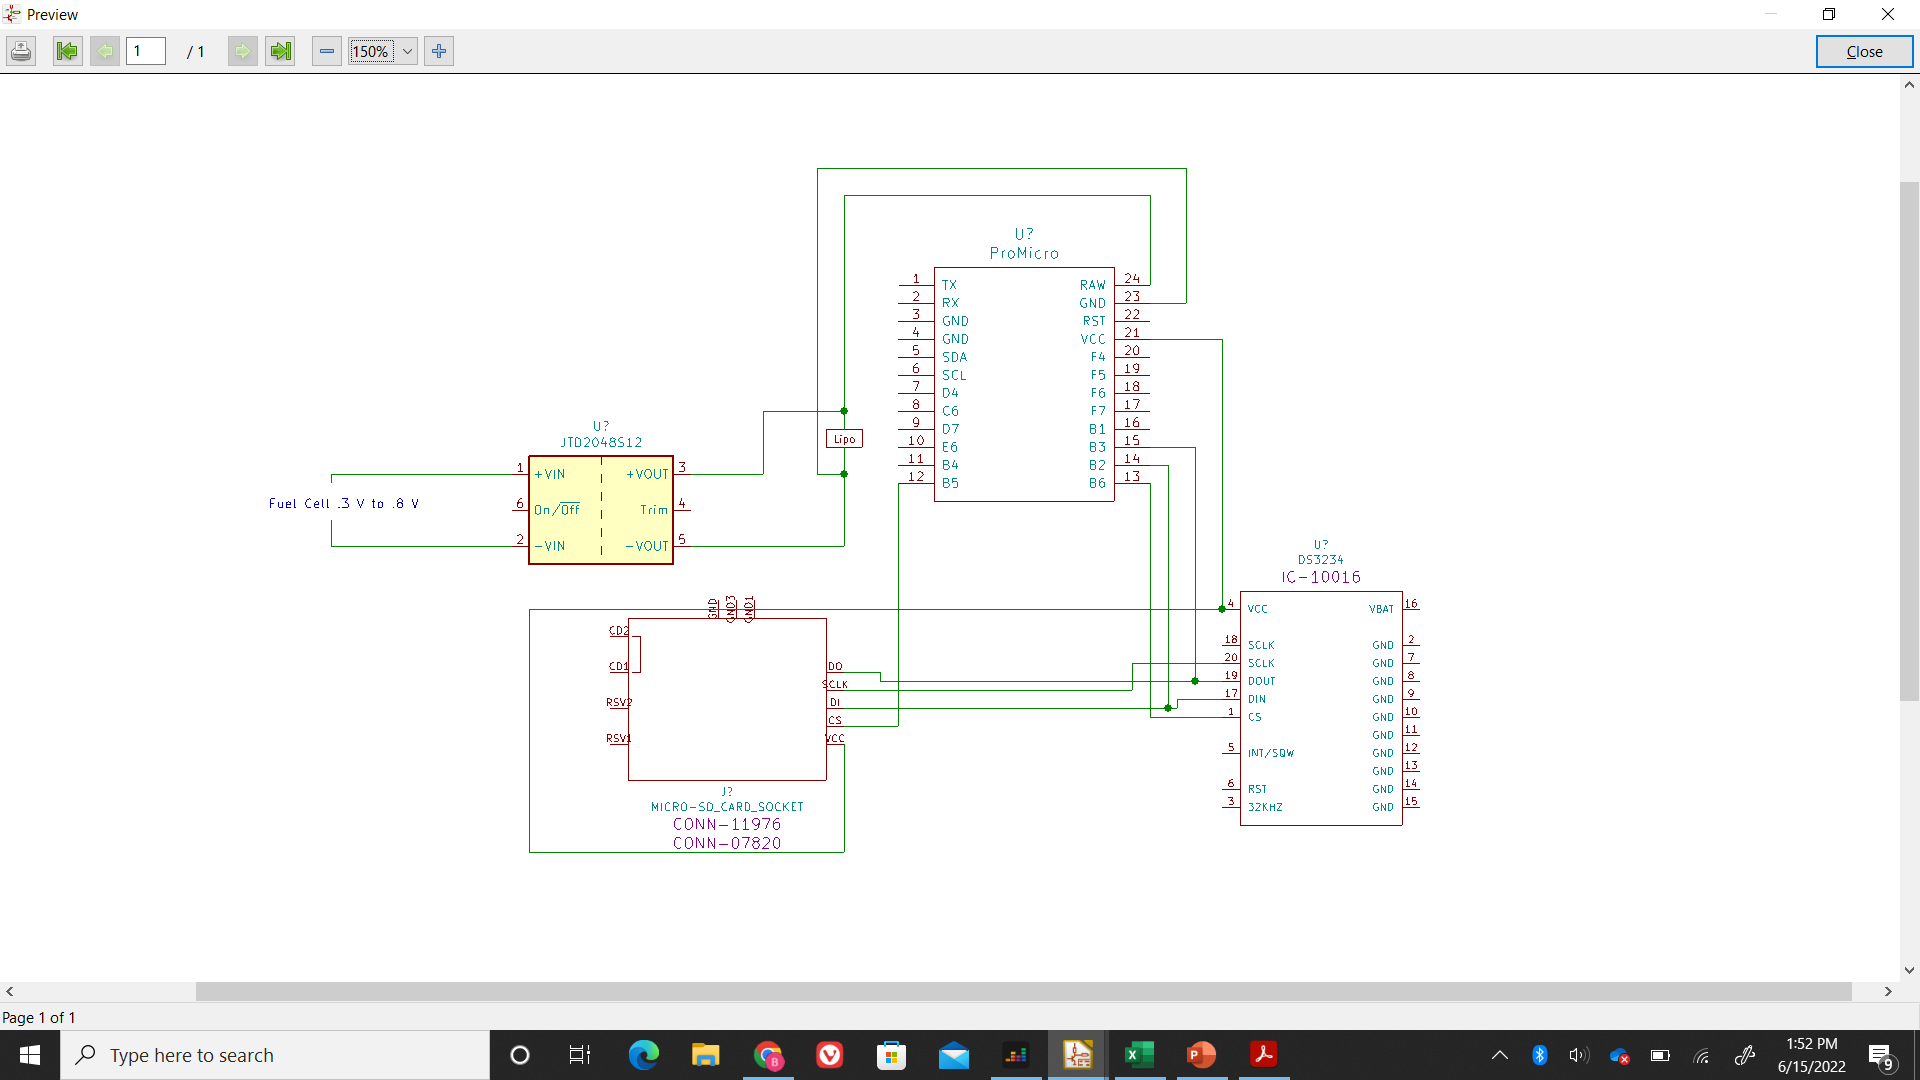 Preview
1
/ 1
150%
Close
U?
ProMicro
1 TX
2 RX
3 GND
4 GND
5 SDA
6 SCL
7 D4
8 C6
9 D7
10 E6
11 B4
12 B5
RAW 24
GND 23
RST 22
VCC 21
F4 20
F5 19
F6 18
F7 17
B1 16
B3 15
B2 14
B6 13
Lipo
U?
JTD2048S12
1 +VIN
6 On/Off
2 -VIN
+VOUT 3
Trim 4
-VOUT 5
Fuel Cell .3 V to .8 V
GND
GND3
GND1
CD2
CD1
RSV2
RSV1
DO
SCLK
DI
CS
VCC
J?
MICRO-SD_CARD_SOCKET
CONN-11976
CONN-07820
U?
DS3234
IC-10016
4 VCC
18 SCLK
20 SCLK
19 DOUT
17 DIN
1 CS
5 INT/SQW
6 RST
3 32KHZ
VBAT 16
GND 2
GND 7
GND 8
GND 9
GND 10
GND 11
GND 12
GND 13
GND 14
GND 15
Page 1 of 1
Type here to search
1:52 PM
6/15/2022
9